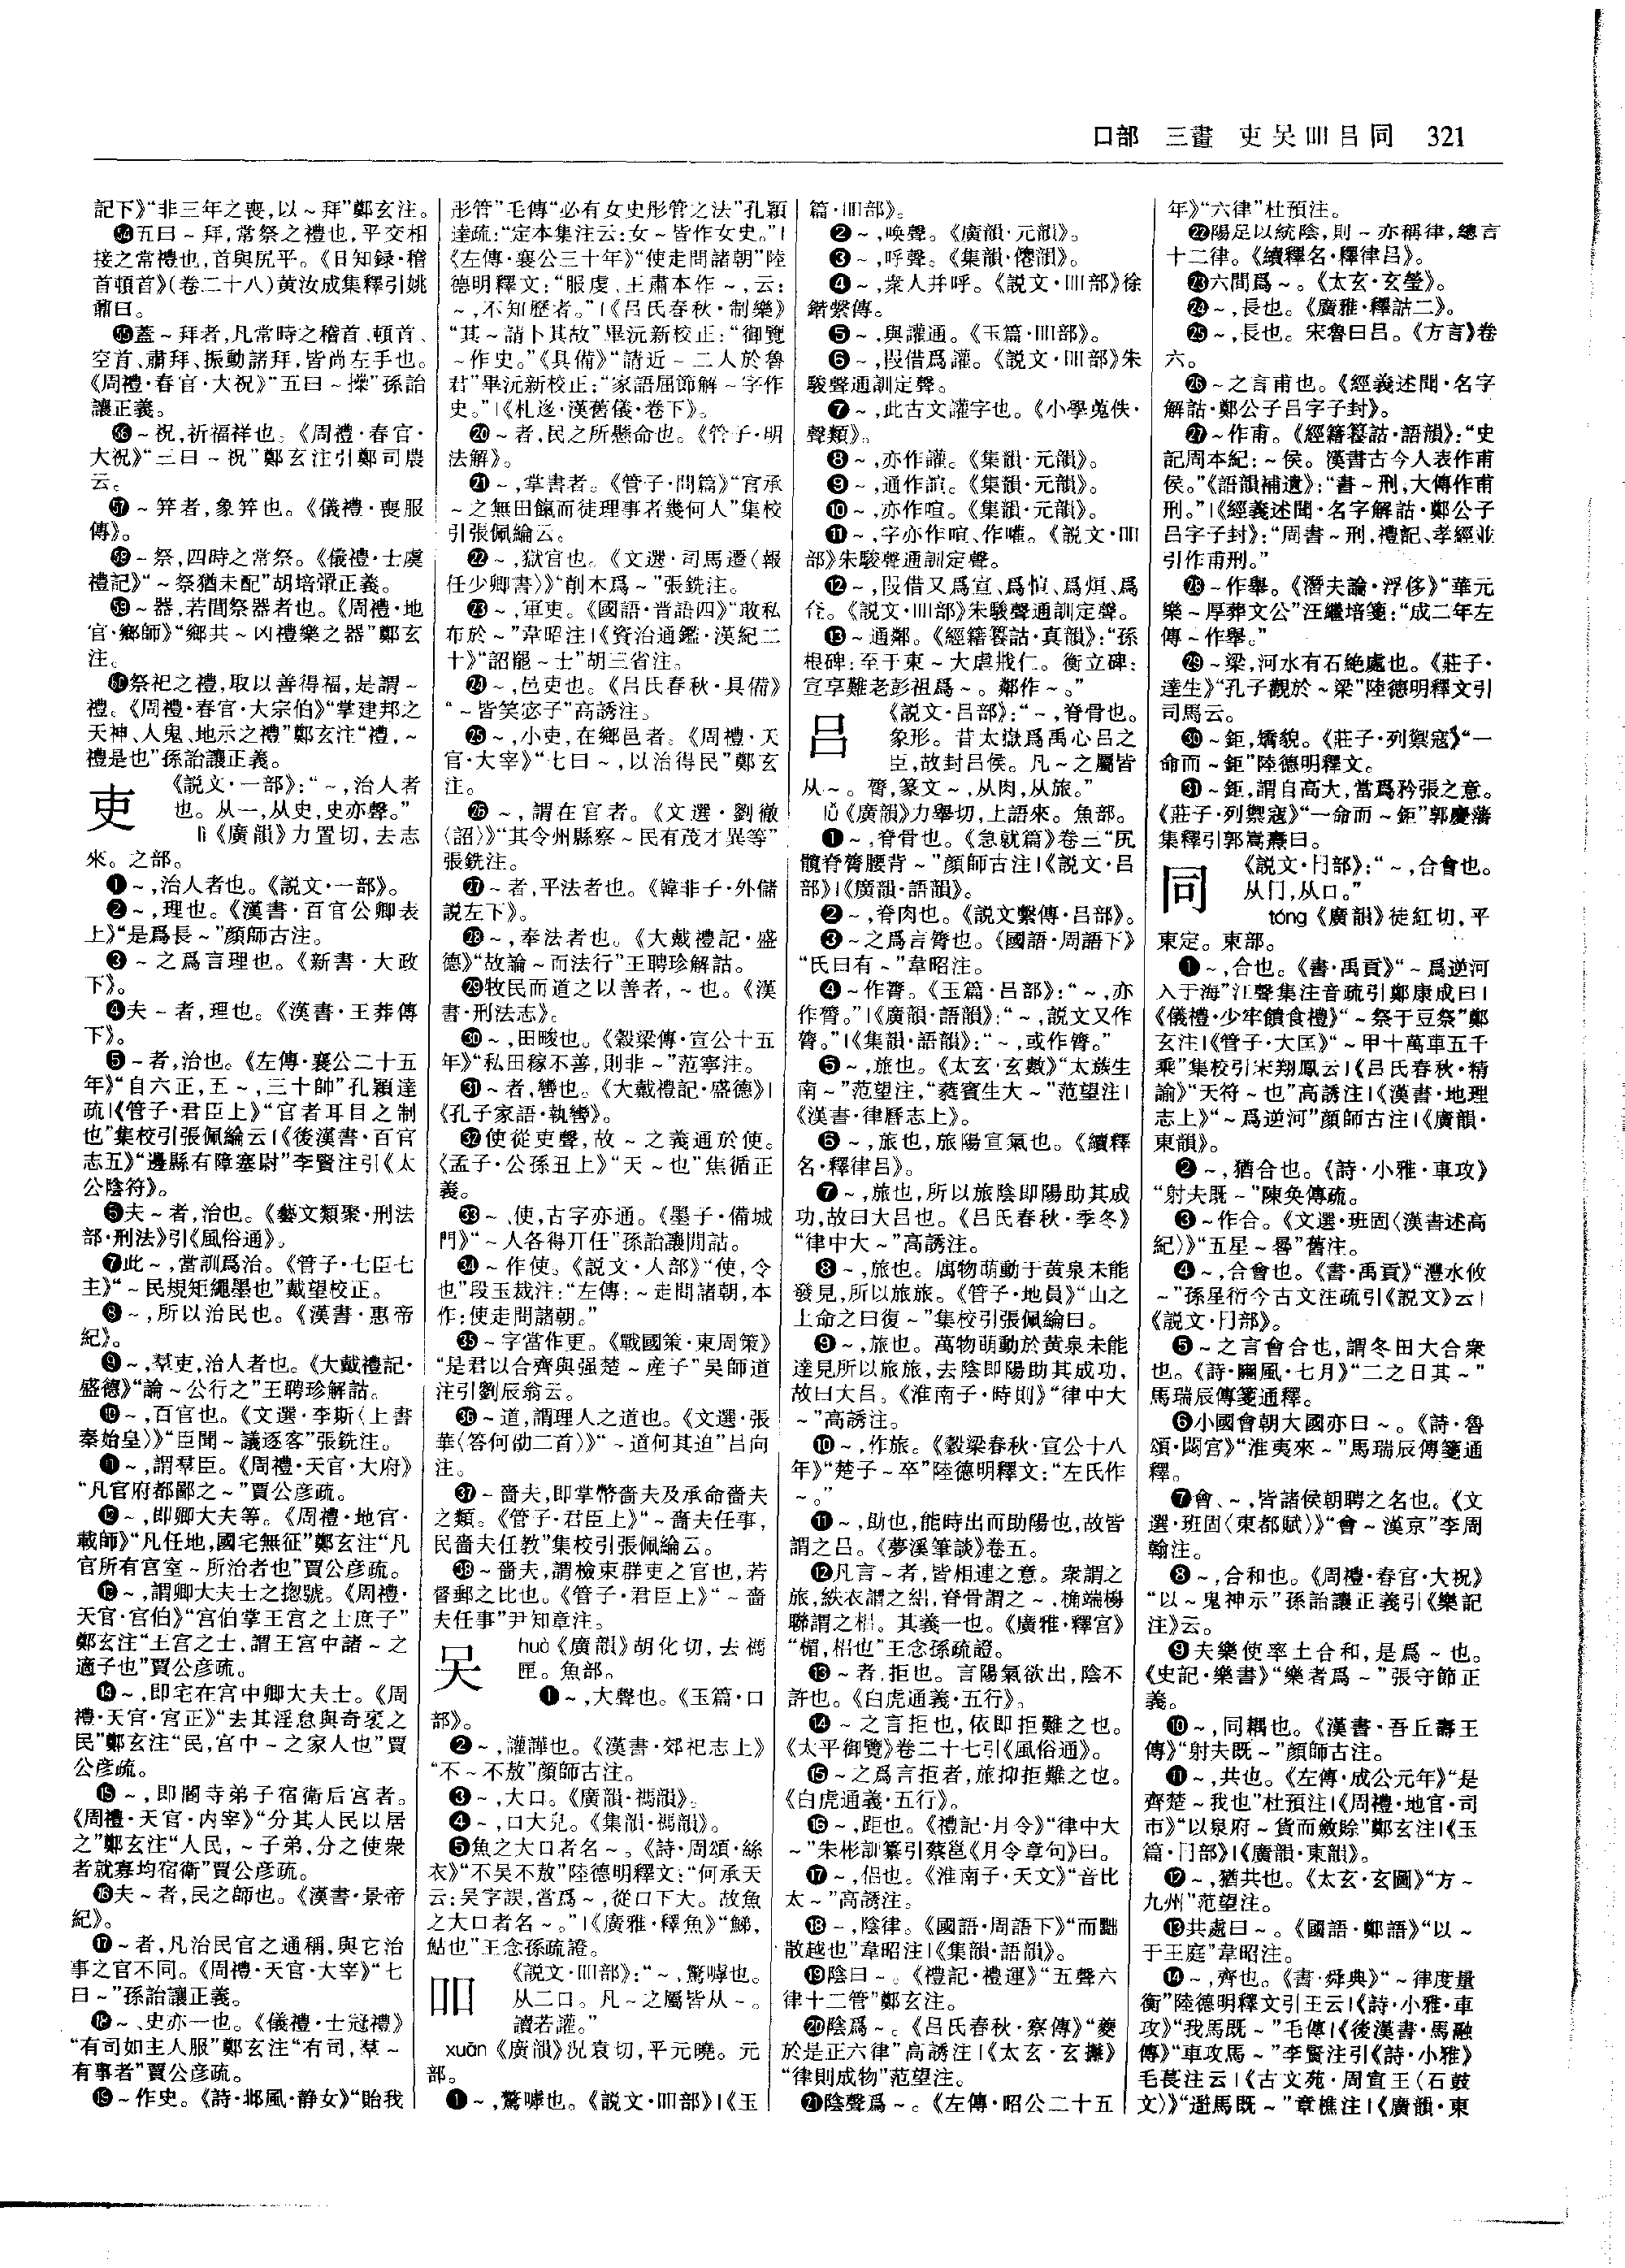 口部　三畫　吏吴吅吕同　321
記下》“非三年之喪,以～拜”鄭玄注。
㊴五曰～拜,常祭之禮也,平交相
接之常禮也,首與尻平。《日知録·稽
首頓首》(卷二十八)黄汝成集釋引姚
鼐曰。
55蓋～拜者,凡常時之稽首、頓首、
空首、肅拜、振動諸拜,皆尚左手也。
《周禮·春官·大祝》“五曰～𢷎”孫詒
讓正義。
56～祝,祈福祥也。《周禮·春官·
大祝》“三曰～祝”鄭玄注引鄭司農
云。
57～笄者,象笄也。《儀禮·喪服
傳》。
58～祭,四時之常祭。《儀禮·士虞
禮記》“～祭猶未配”胡培翬正義。
59～器,若閒祭器者也。《周禮·地
官·鄉師》“鄉共～凶禮樂之器”鄭玄
注。
60祭祀之禮,取以善得福,是謂～
禮。《周禮·春官·大宗伯》“掌建邦之
天神、人鬼、地示之禮”鄭玄注“禮,～
禮是也”孫詒讓正義。
吏
《説文·一部》:“～,治人者
也。从一,从史,史亦聲。”
lì《廣韻》力置切,去志
來。之部。
❶～,治人者也。《説文·一部》。
❷～,理也。《漢書·百官公卿表
上》“是爲長～”顔師古注。
❸～之爲言理也。《新書·大政
下》。
❹夫～者,理也。《漢書·王莽傳
下》。
❺～者,治也。《左傳·襄公二十五
年》“自六正,五～,三十帥”孔穎達
疏|《管子·君臣上》“官者耳目之制
也”集校引張佩綸云|《後漢書·百官
志五》“邊縣有障塞尉”李賢注引《太
公陰符》。
❻夫～者,治也。《藝文類聚·刑法
部·刑法》引《風俗通》。
❼此～,當訓爲治。《管子·七臣七
主》“～民規矩繩墨也”戴望校正。
❽～,所以治民也。《漢書·惠帝
紀》。
❾～,羣吏,治人者也。《大戴禮記·
盛德》“論～公行之”王聘珍解詁。
❿～,百官也。《文選·李斯〈上書
秦始皇〉》“臣聞～議逐客”張銑注。
⓫～,謂羣臣。《周禮·天官·大府》
“凡官府都鄙之～”賈公彦疏。
⓬～,即卿大夫等。《周禮·地官·
載師》“凡任地,國宅無征”鄭玄注“凡
官所有宫室～所治者也”賈公彦疏。
⓭～,謂卿大夫士之揔號。《周禮·
天官·宫伯》“宫伯掌王宫之士庶子”
鄭玄注“王宫之士,謂王宫中諸～之
適子也”賈公彦疏。
⓮～,即宅在宫中卿大夫士。《周
禮·天官·宫正》“去其淫怠與奇衺之
民”鄭玄注“民,宫中～之家人也”賈
公彦疏。
⓯～,即閽寺弟子宿衛后宫者。
《周禮·天官·内宰》“分其人民以居
之”鄭玄注“人民,～子弟,分之使衆
者就寡均宿衛”賈公彦疏。
⓰夫～者,民之師也。《漢書·景帝
紀》。
⓱～者,凡治民官之通稱,與它治
事之官不同。《周禮·天官·大宰》“七
曰～”孫詒讓正義。
⓲～、史亦一也。《儀禮·士冠禮》
“有司如主人服”鄭玄注“有司,羣～
有事者”賈公彦疏。
⓳～作史。《詩·邶風·静女》“貽我
彤管”毛傳“必有女史彤管之法”孔穎
達疏:“定本集注云:女～皆作女史。”|
《左傳·襄公三十年》“使走問諸朝”陸
德明釋文:“服虔、王肅本作～,云:
～,不知歷者。”|《吕氏春秋·制樂》
“其～請卜其故”畢沅新校正:“御覽
～作史。”《具備》“請近～二人於魯
君”畢沅新校正:“家語屈節解～字作
史。”|《札迻·漢舊儀·卷下》。
⓴～者,民之所懸命也。《管子·明
法解》。
㉑～,掌書者。《管子·問篇》“官承
～之無田餼而徒理事者幾何人”集校
引張佩綸云。
㉒～,獄官也。《文選·司馬遷〈報
任少卿書〉》“削木爲～”張銑注。
㉓～,軍吏。《國語·晉語四》“敢私
布於～”韋昭注|《資治通鑑·漢紀二
十》“詔罷～士”胡三省注。
㉔～,邑吏也。《吕氏春秋·具備》
“～皆笑宓子”高誘注。
㉕～,小吏,在鄉邑者。《周禮·天
官·大宰》“七曰～,以治得民”鄭玄
注。
㉖～,謂在官者。《文選·劉徹
〈詔〉》“其令州縣察～民有茂才異等”
張銑注。
㉗～者,平法者也。《韓非子·外儲
説左下》。
㉘～,奉法者也。《大戴禮記·盛
德》“故論～而法行”王聘珍解詁。
㉙牧民而道之以善者,～也。《漢
書·刑法志》。
㉚～,田畯也。《穀梁傳·宣公十五
年》“私田稼不善,則非～”范寧注。
㉛～者,轡也。《大戴禮記·盛德》|
《孔子家語·執轡》。
㉜使從吏聲,故～之義通於使。
《孟子·公孫丑上》“天～也”焦循正
義。
㉝～、使,古字亦通。《墨子·備城
門》“～人各得亓任”孫詒讓閒詁。
㉞～作使。《説文·人部》“使,令
也”段玉裁注:“左傳:～走問諸朝,本
作:使走問諸朝。”
㉟～字當作更。《戰國策·東周策》
“是君以合齊與强楚～産子”吴師道
注引劉辰翁云。
㊱～道,謂理人之道也。《文選·張
華〈答何劭二首〉》“～道何其迫”吕向
注。
㊲～嗇夫,即掌幣嗇夫及承命嗇夫
之類。《管子·君臣上》“～嗇夫任事,
民嗇夫任教”集校引張佩綸云。
㊳～嗇夫,謂檢束群吏之官也,若
督郵之比也。《管子·君臣上》“～嗇
夫任事”尹知章注。
吴
huà《廣韻》胡化切,去禡
匣。魚部。
❶～,大聲也。《玉篇·口
部》。
❷～,讙譁也。《漢書·郊祀志上》
“不～不敖”顔師古注。
❸～,大口。《廣韻·禡韻》。
❹～,口大皃。《集韻·禡韻》。
❺魚之大口者名～。《詩·周頌·絲
衣》“不吴不敖”陸德明釋文:“何承天
云:吴字誤,當爲～,從口下大。故魚
之大口者名～。”|《廣雅·釋魚》“鮷,
鮎也”王念孫疏證。
吅
《説文·吅部》:“～,驚嘑也。
从二口。凡～之屬皆从～。
讀若讙。”
xuān《廣韻》況袁切,平元曉。元
部。
❶～,驚嘑也。《説文·吅部》|《玉
篇·吅部》。
❷～,唤聲。《廣韻·元韻》。
❸～,呼聲。《集韻·僊韻》。
❹～,衆人并呼。《説文·吅部》徐
鍇繫傳。
❺～,與讙通。《玉篇·吅部》。
❻～,叚借爲讙。《説文·吅部》朱
駿聲通訓定聲。
❼～,此古文讙字也。《小學蒐佚·
聲類》。
❽～,亦作讙。《集韻·元韻》。
❾～,通作諠。《集韻·元韻》。
❿～,亦作喧。《集韻·元韻》。
⓫～,字亦作喧、作嚾。《説文·吅
部》朱駿聲通訓定聲。
⓬～,叚借又爲宣、爲愃、爲烜、爲
❶⓭～通鄰。《經籍籑詁·真韻》:“孫
根碑:至于東～大虐戕仁。衡立碑:
宣享難老彭祖爲～。鄰作～。”
吕
《説文·吕部》:“～,脊骨也。
象形。昔太嶽爲禹心吕之
臣,故封吕侯。凡～之屬皆
从～。膂,篆文～,从肉,从旅。”
lǚ《廣韻》力舉切,上語來。魚部。
❶～,脊骨也。《急就篇》卷三“尻
髖脊膂腰背～”顔師古注|《説文·吕
部》|《廣韻·語韻》。
❷～,脊肉也。《説文繫傳·吕部》。
❸～之爲言膂也。《國語·周語下》
“氏曰有～”韋昭注。
❹～作膂。《玉篇·吕部》:“～,亦
作膂。”|《廣韻·語韻》:“～,説文又作
膂。”|《集韻·語韻》:“～,或作膂。”
❺～,旅也。《太玄·玄數》“太蔟生
南～”范望注,“蕤賓生大～”范望注|
《漢書·律曆志上》。
❻～,旅也,旅陽宣氣也。《續釋
名·釋律吕》。
❼～,旅也,所以旅陰即陽助其成
功,故曰大吕也。《吕氏春秋·季冬》
“律中大～”高誘注。
❽～,旅也。庶物萌動于黄泉未能
發見,所以旅旅。《管子·地員》“山之
上命之曰復～”集校引張佩綸曰。
❾～,旅也。萬物萌動於黄泉未能
達見所以旅旅,去陰即陽助其成功,
故曰大吕。《淮南子·時則》“律中大
～”高誘注。
❿～,作旅。《穀梁春秋·宣公十八
年》“楚子～卒”陸德明釋文:“左氏作
～。”
⓫～,助也,能時出而助陽也,故皆
謂之吕。《夢溪筆談》卷五。
⓬凡言～者,皆相連之意。衆謂之
旅,紩衣謂之絽,脊骨謂之～,桷端櫋
聯謂之梠。其義一也。《廣雅·釋宫》
“楣,梠也”王念孫疏證。
⓭～者,拒也。言陽氣欲出,陰不
許也。《白虎通義·五行》。
⓮～之言拒也,依即拒難之也。
《太平御覽》卷二十七引《風俗通》。
⓯～之爲言拒者,旅抑拒難之也。
《白虎通義·五行》。
⓰～,距也。《禮記·月令》“律中大
～”朱彬訓纂引蔡邕《月令章句》曰。
⓱～,侣也。《淮南子·天文》“音比
太～”高誘注。
⓲～,陰律。《國語·周語下》“而黜
散越也”韋昭注|《集韻·語韻》。
⓳陰曰～。《禮記·禮運》“五聲六
律十二管”鄭玄注。
⓴陰爲～。《吕氏春秋·察傳》“夔
於是正六律”高誘注|《太玄·玄攡》
“律則成物”范望注。
㉑陰聲爲～。《左傳·昭公二十五
年》“六律”杜預注。
㉒陽足以統陰,則～亦稱律,總言
十二律。《續釋名·釋律吕》。
㉓六間爲～。《太玄·玄瑩》。
㉔～,長也。《廣雅·釋詁二》。
㉕～,長也。宋魯曰吕。《方言》卷
六。
㉖～之言甫也。《經義述聞·名字
解詁·鄭公子吕字子封》。
㉗～作甫。《經籍籑詁·語韻》:“史
記周本紀:～侯。漢書古今人表作甫
侯。”《語韻補遺》:“書～刑,大傳作甫
刑。”|《經義述聞·名字解詁·鄭公子
吕字子封》:“周書～刑,禮記、孝經並
引作甫刑。”
㉘～作舉。《潛夫論·浮侈》“華元
樂～厚葬文公”汪繼培箋:“成二年左
傳～作舉。”
㉙～梁,河水有石絶處也。《莊子·
達生》“孔子觀於～梁”陸德明釋文引
司馬云。
㉚～鉅,矯貌。《莊子·列禦寇》“一
命而～鉅”陸德明釋文。
㉛～鉅,謂自高大,當爲矜張之意。
《莊子·列禦寇》“一命而～鉅”郭慶藩
集釋引郭嵩燾曰。
同
《説文·冃部》:“～,合會也。
从冂,从口。”
tóng《廣韻》徒紅切,平
東定。東部。
❶～,合也。《書·禹貢》“～爲逆河
入于海”江聲集注音疏引鄭康成曰|
《儀禮·少牢饋食禮》“～祭于豆祭”鄭
玄注|《管子·大匡》“～甲十萬車五千
乘”集校引宋翔鳳云|《吕氏春秋·精
諭》“天符～也”高誘注|《漢書·地理
志上》“～爲逆河”顔師古注|《廣韻·
東韻》。
❷～,猶合也。《詩·小雅·車攻》
“射夫既～”陳奂傳疏。
❸～作合。《文選·班固〈漢書述高
紀〉》“五星～晷”舊注。
❹～,合會也。《書·禹貢》“灃水攸
～”孫星衍今古文注疏引《説文》云|
《説文·冃部》。
❺～之言會合也,謂冬田大合衆
也。《詩·豳風·七月》“二之日其～”
馬瑞辰傳箋通釋。
❻小國會朝大國亦曰～。《詩·魯
頌·閟宫》“淮夷來～”馬瑞辰傳箋通
釋。
❼會、～,皆諸侯朝聘之名也。《文
選·班固〈東都賦〉》“會～漢京”李周
翰注。
❽～,合和也。《周禮·春官·大祝》
“以～鬼神示”孫詒讓正義引《樂記
注》云。
❾夫樂使率土合和,是爲～也。
《史記·樂書》“樂者爲～”張守節正
義。
❿～,同耦也。《漢書·吾丘壽王
傳》“射夫既～”顔師古注。
⓫～,共也。《左傳·成公元年》“是
齊楚～我也”杜預注|《周禮·地官·司
市》“以泉府～貨而斂賒”鄭玄注|《玉
篇·冃部》|《廣韻·東韻》。
⓬～,猶共也。《太玄·玄圖》“方～
九州”范望注。
⓭共處曰～。《國語·鄭語》“以～
于王庭”韋昭注。
⓮～,齊也。《書·舜典》“～律度量
衡”陸德明釋文引王云|《詩·小雅·車
攻》“我馬既～”毛傳|《後漢書·馬融
傳》“車攻馬～”李賢注引《詩·小雅》
毛萇注云|《古文苑·周宣王〈石鼓
文〉》“遊馬既～”章樵注|《廣韻·東